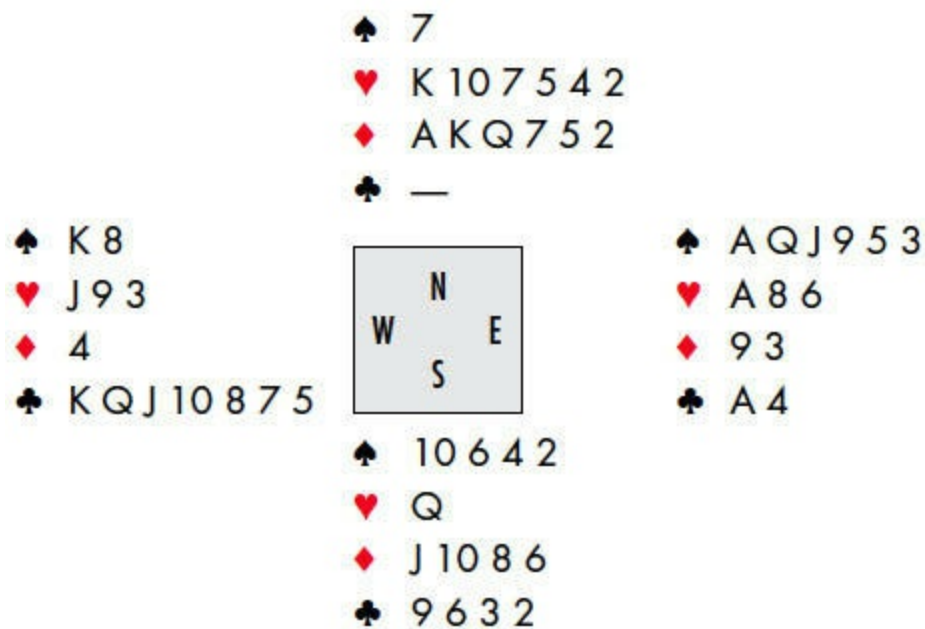 ♠ 7
♥ K 10 7 5 4 2
♦ A K Q 7 5 2
♣ —
♠ K 8
♥ J 9 3
♦ 4
♣ K Q J 10 8 7 5
N
W E
S
♠ A Q J 9 5 3
♥ A 8 6
♦ 9 3
♣ A 4
♠ 10 6 4 2
♥ Q
♦ J 10 8 6
♣ 9 6 3 2